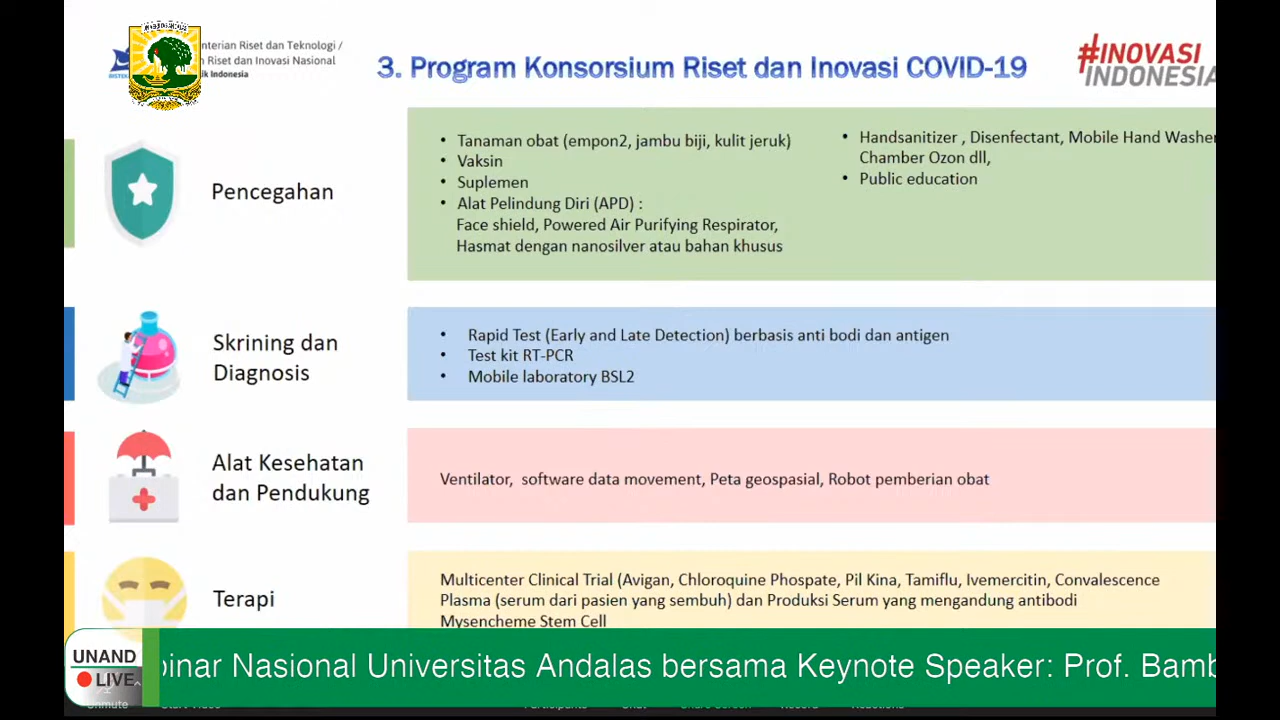 nterian Riset dan Teknologi /
Riset dan Inovasi Nasional
ik Indonesia
3. Program Konsorsium Riset dan Inovasi COVID-19
#INOVASI
INDONESIA
Pencegahan
• Tanaman obat (empon2, jambu biji, kulit jeruk)
• Vaksin
• Suplemen
• Alat Pelindung Diri (APD) :
Face shield, Powered Air Purifying Respirator,
Hasmat dengan nanosilver atau bahan khusus
• Handsanitizer , Disenfectant, Mobile Hand Washer
Chamber Ozon dll,
• Public education
Skrining dan
Diagnosis
• Rapid Test (Early and Late Detection) berbasis anti bodi dan antigen
• Test kit RT-PCR
• Mobile laboratory BSL2
Alat Kesehatan
dan Pendukung
Ventilator, software data movement, Peta geospasial, Robot pemberian obat
Terapi
Multicenter Clinical Trial (Avigan, Chloroquine Phospate, Pil Kina, Tamiflu, Ivemercitin, Convalescence
Plasma (serum dari pasien yang sembuh) dan Produksi Serum yang mengandung antibodi
Mysencheme Stem Cell
UNAND
LIVE
binar Nasional Universitas Andalas bersama Keynote Speaker: Prof. Bamb